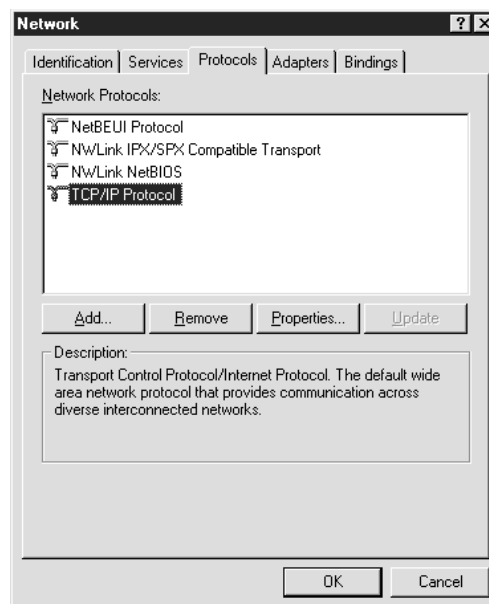 Network
? X
Identification Services Protocols Adapters Bindings
Network Protocols:
NetBEUI Protocol
NWLink IPX/SPX Compatible Transport
NWLink NetBIOS
TCP/IP Protocol
Add... Remove Properties... Update
Description:
Transport Control Protocol/Internet Protocol. The default wide
area network protocol that provides communication across
diverse interconnected networks.
OK Cancel